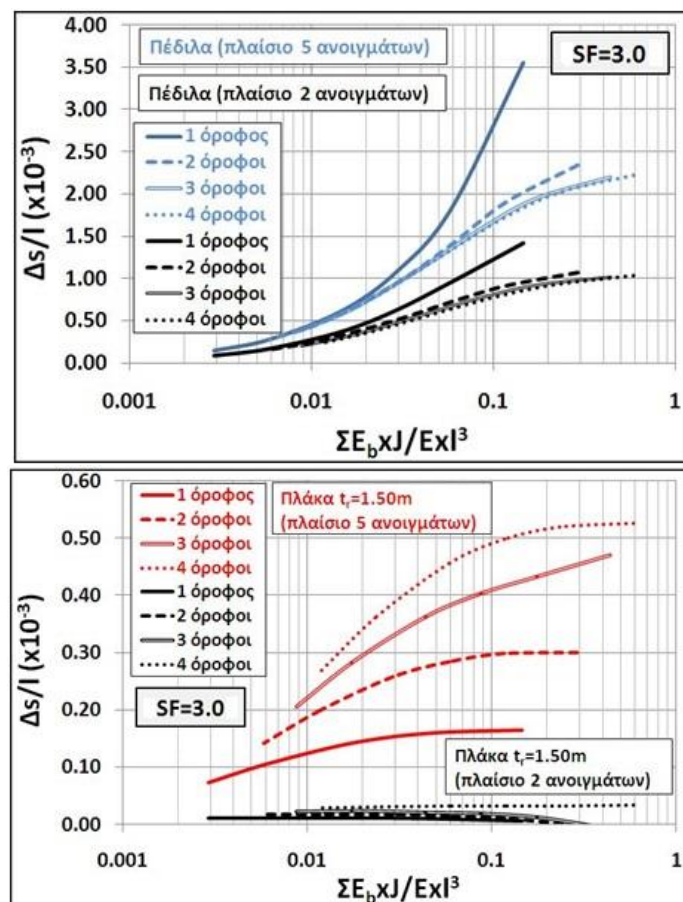 4.00
3.50
3.00
2.50
2.00
1.50
1.00
0.50
0.00
Δs/l (x10⁻³)
Πέδιλα (πλαίσιο 5 ανοιγμάτων)
SF=3.0
Πέδιλα (πλαίσιο 2 ανοιγμάτων)
1 όροφος
2 όροφοι
3 όροφοι
4 όροφοι
1 όροφος
2 όροφοι
3 όροφοι
4 όροφοι
0.001 0.01 0.1 1
ΣE_bxJ/Exl³
0.60
0.50
0.40
0.30
0.20
0.10
0.00
Δs/l (x10⁻³)
1 όροφος
2 όροφοι
3 όροφοι
4 όροφοι
1 όροφος
2 όροφοι
3 όροφοι
4 όροφοι
Πλάκα t_r=1.50m
(πλαίσιο 5 ανοιγμάτων)
SF=3.0
Πλάκα t_r=1.50m
(πλαίσιο 2 ανοιγμάτων)
0.001 0.01 0.1 1
ΣE_bxJ/Exl³